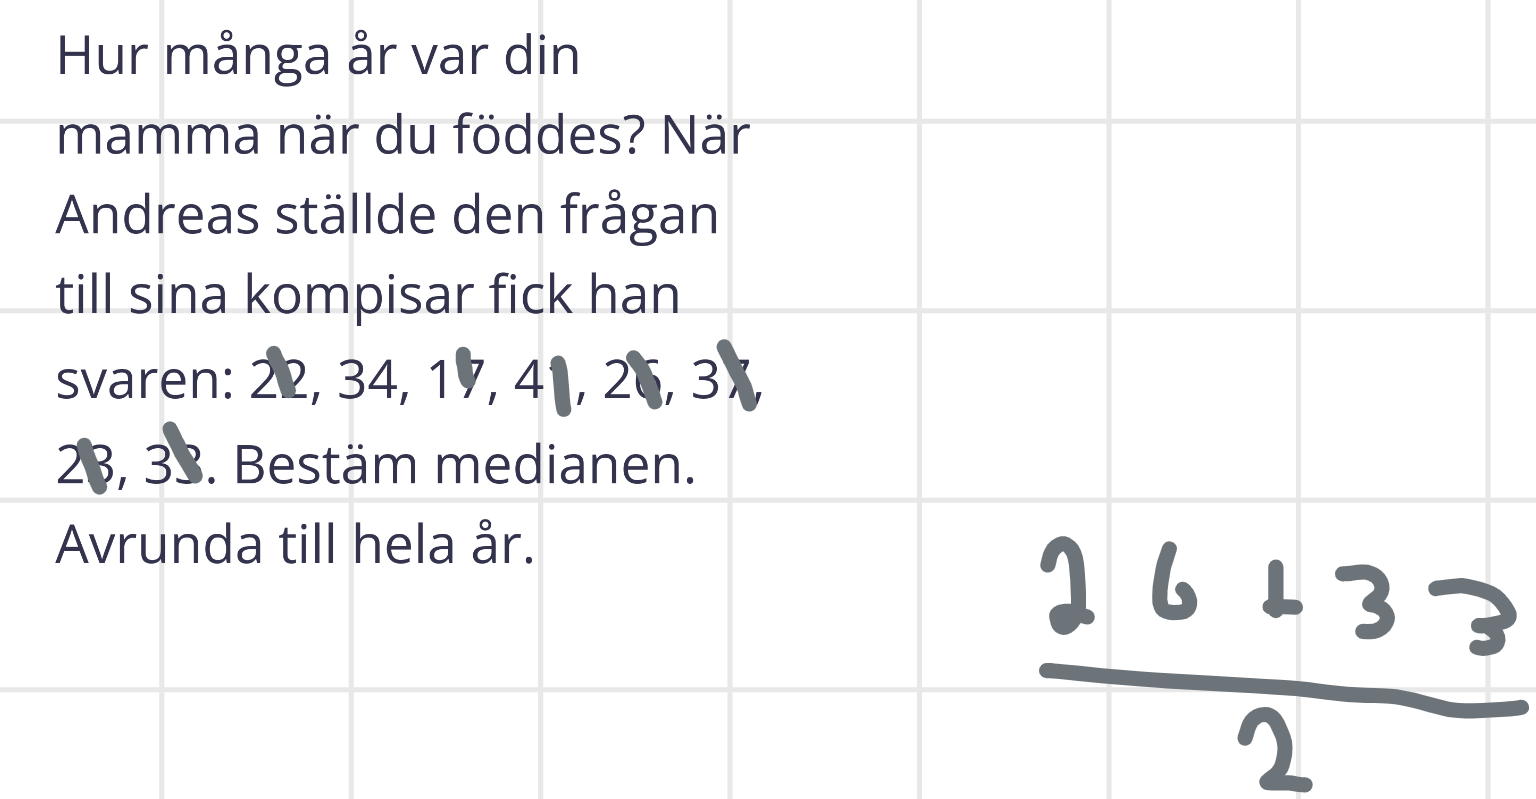 Hur många år var din
mamma när du föddes? När
Andreas ställde den frågan
till sina kompisar fick han
svaren: 22, 34, 17, 41, 26, 37,
23, 33. Bestäm medianen.
Avrunda till hela år.
26+33
2